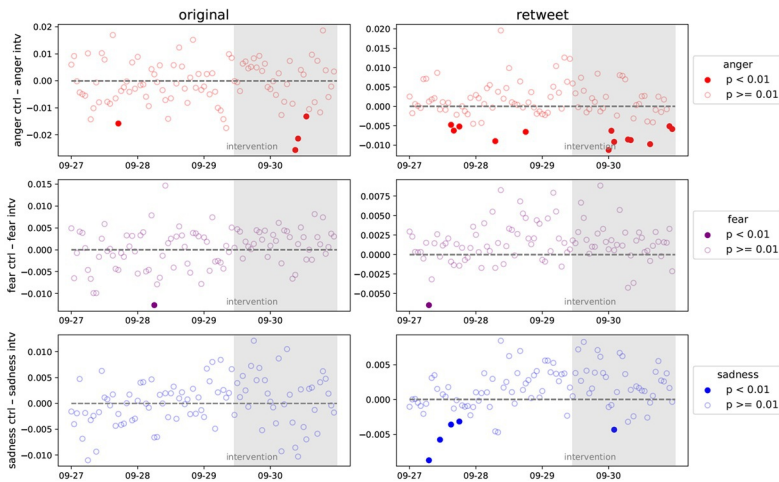 original
retweet
anger ctrl – anger intv
0.02
0.01
0.00
−0.01
−0.02
intervention
09-27
09-28
09-29
09-30
0.020
0.015
0.010
0.005
0.000
−0.005
−0.010
intervention
09-27
09-28
09-29
09-30
anger
p < 0.01
p >= 0.01
fear ctrl – fear intv
0.015
0.010
0.005
0.000
−0.005
−0.010
intervention
09-27
09-28
09-29
09-30
0.0075
0.0050
0.0025
0.0000
−0.0025
−0.0050
intervention
09-27
09-28
09-29
09-30
fear
p < 0.01
p >= 0.01
sadness ctrl – sadness intv
0.010
0.005
0.000
−0.005
−0.010
intervention
09-27
09-28
09-29
09-30
0.005
0.000
−0.005
intervention
09-27
09-28
09-29
09-30
sadness
p < 0.01
p >= 0.01